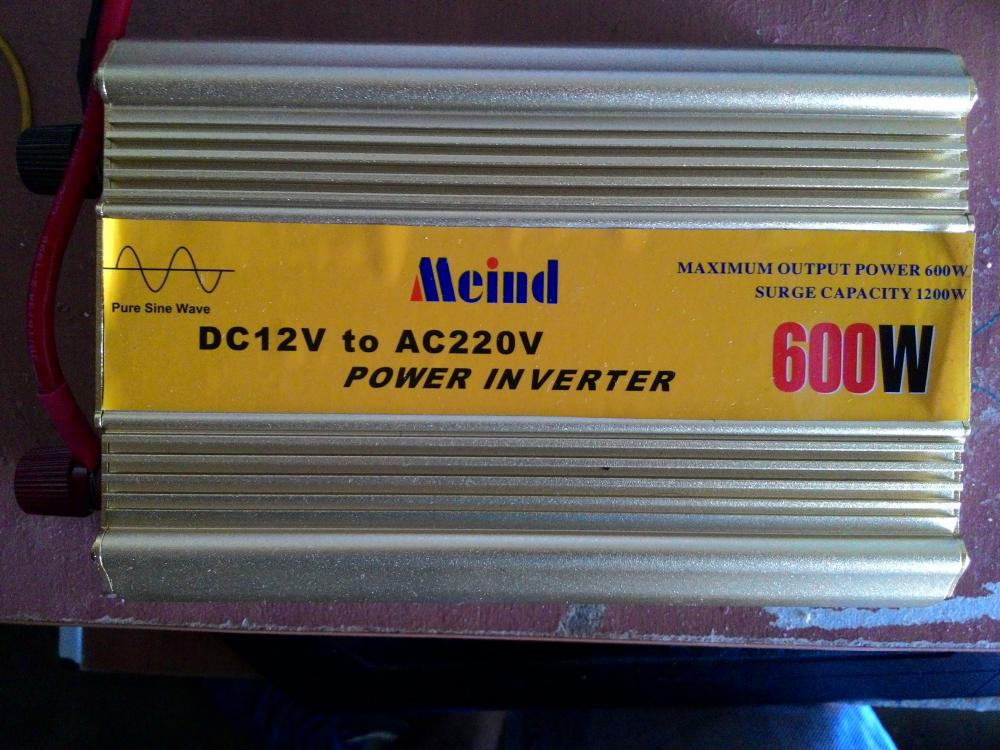 Meind
MAXIMUM OUTPUT POWER 600W
SURGE CAPACITY 1200W
Pure Sine Wave
DC12V to AC220V
600W
POWER INVERTER